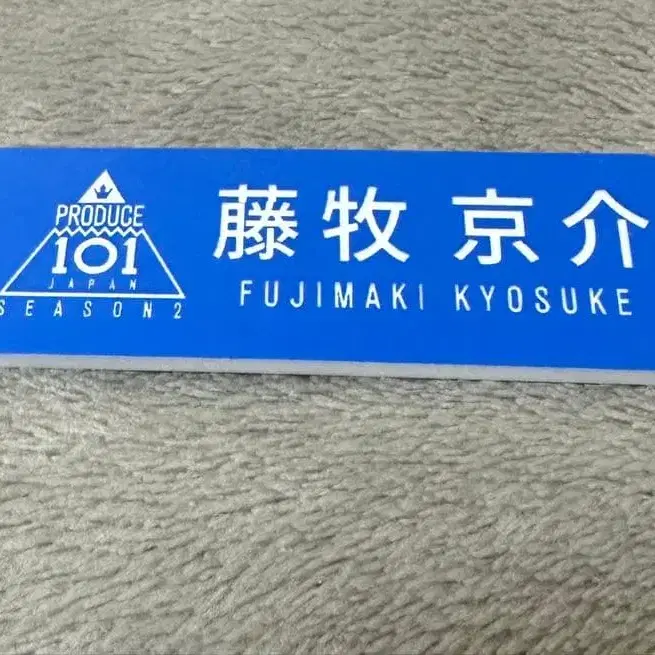 PRODUCE
101
JAPAN
SEASON2
藤牧 京介
FUJIMAKI KYOSUKE